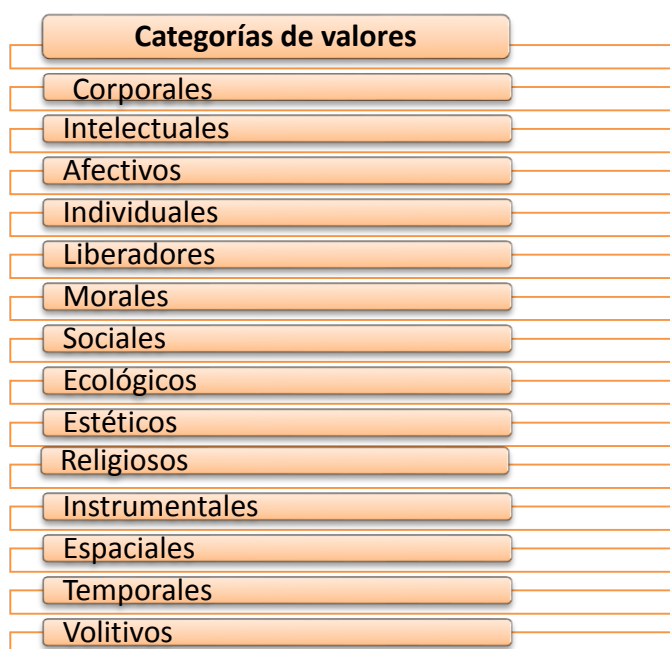 Categorías de valores
Corporales
Intelectuales
Afectivos
Individuales
Liberadores
Morales
Sociales
Ecológicos
Estéticos
Religiosos
Instrumentales
Espaciales
Temporales
Volitivos